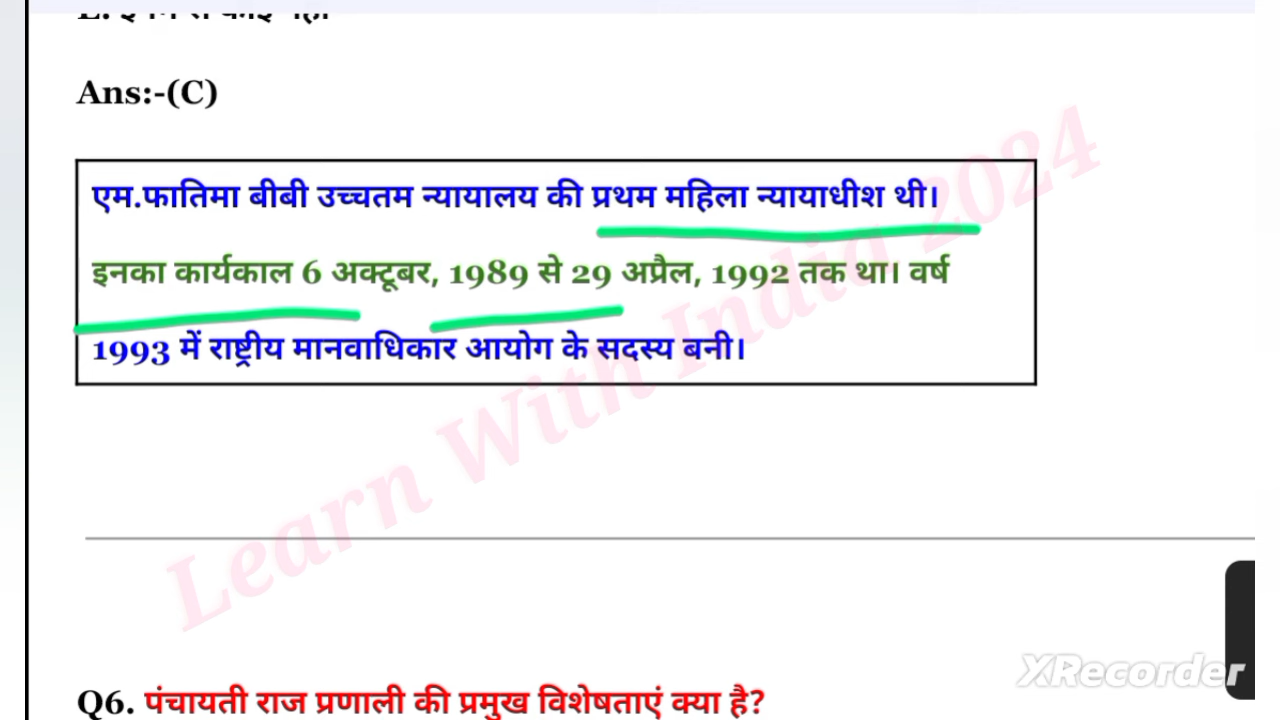 Ans:-(C)
एम.फातिमा बीबी उच्चतम न्यायालय की प्रथम महिला न्यायाधीश थी।
इनका कार्यकाल 6 अक्टूबर, 1989 से 29 अप्रैल, 1992 तक था। वर्ष
1993 में राष्ट्रीय मानवाधिकार आयोग के सदस्य बनी।
Learn With India 2024
XRecorder
Q6. पंचायती राज प्रणाली की प्रमुख विशेषताएं क्या है?